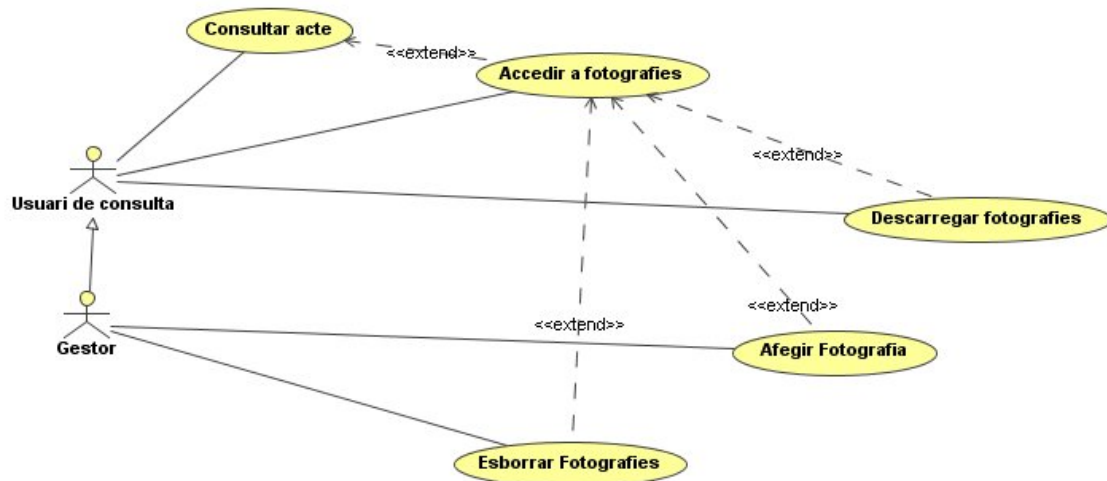 Consultar acte
<<extend>>
Accedir a fotografies
<<extend>>
Usuari de consulta
Descarregar fotografies
<<extend>>
<<extend>>
Gestor
Afegir Fotografia
Esborrar Fotografies